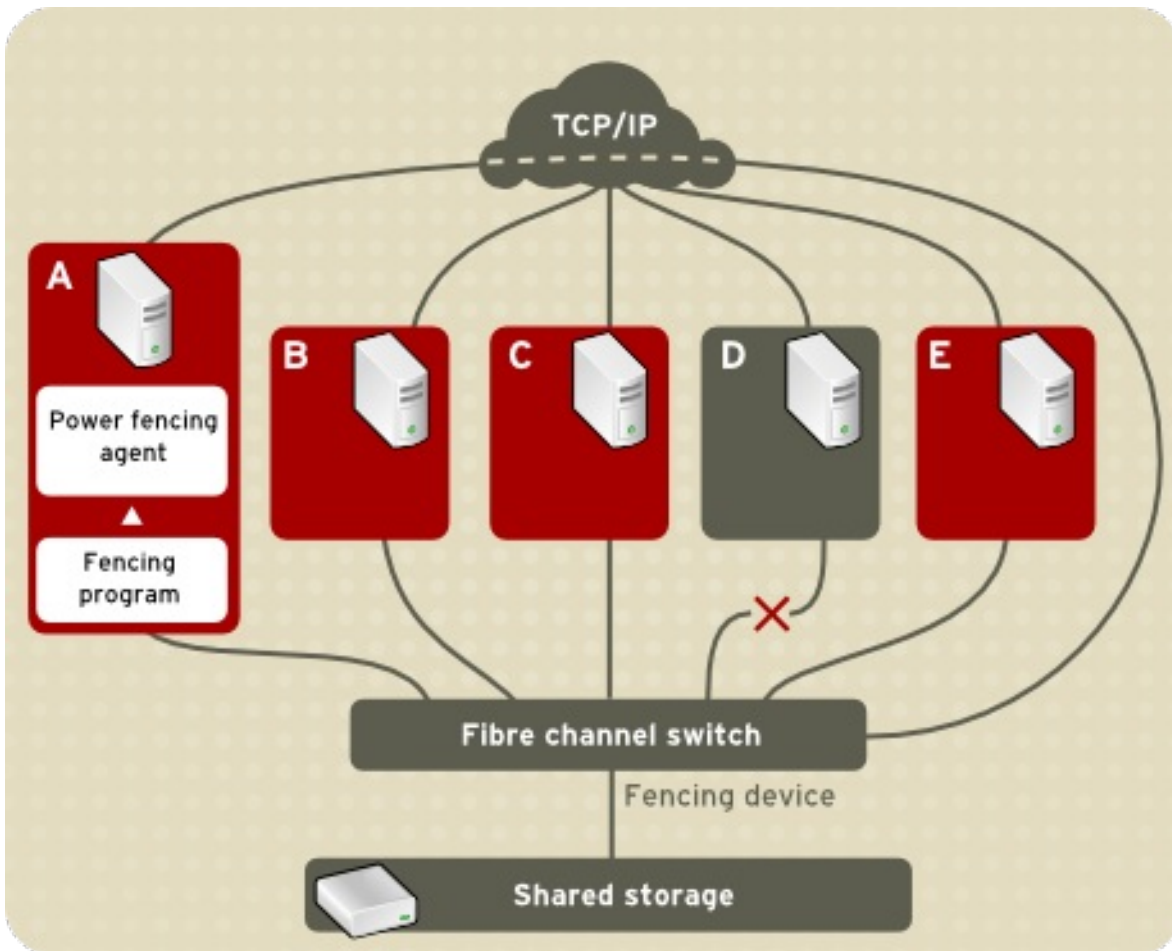 TCP/IP
A
Power fencing
agent
Fencing
program
B
C
D
E
Fibre channel switch
Fencing device
Shared storage